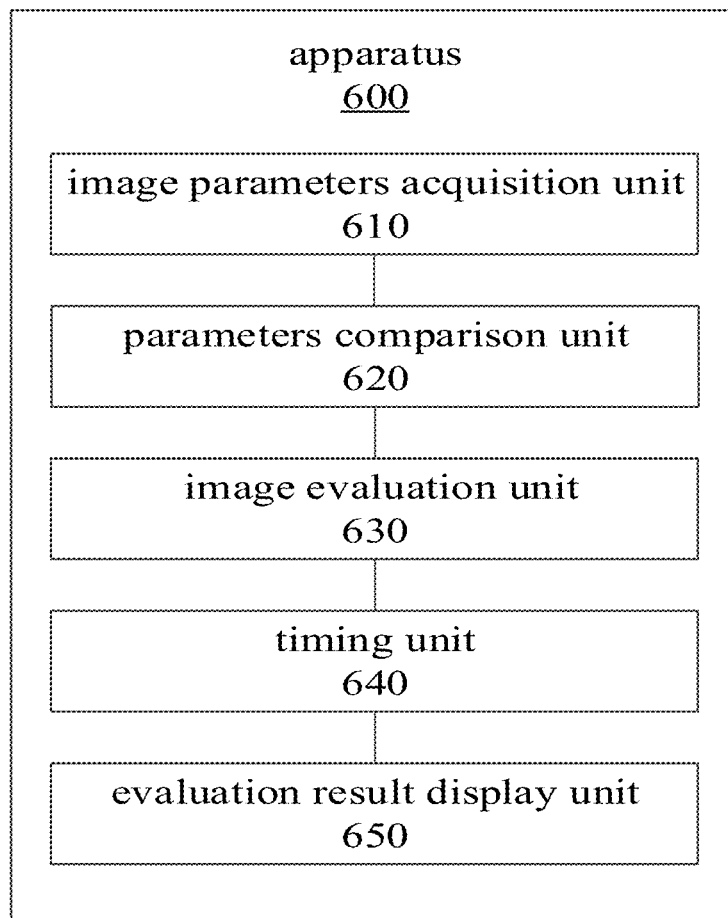 apparatus
600
image parameters acquisition unit
610
parameters comparison unit
620
image evaluation unit
630
timing unit
640
evaluation result display unit
650